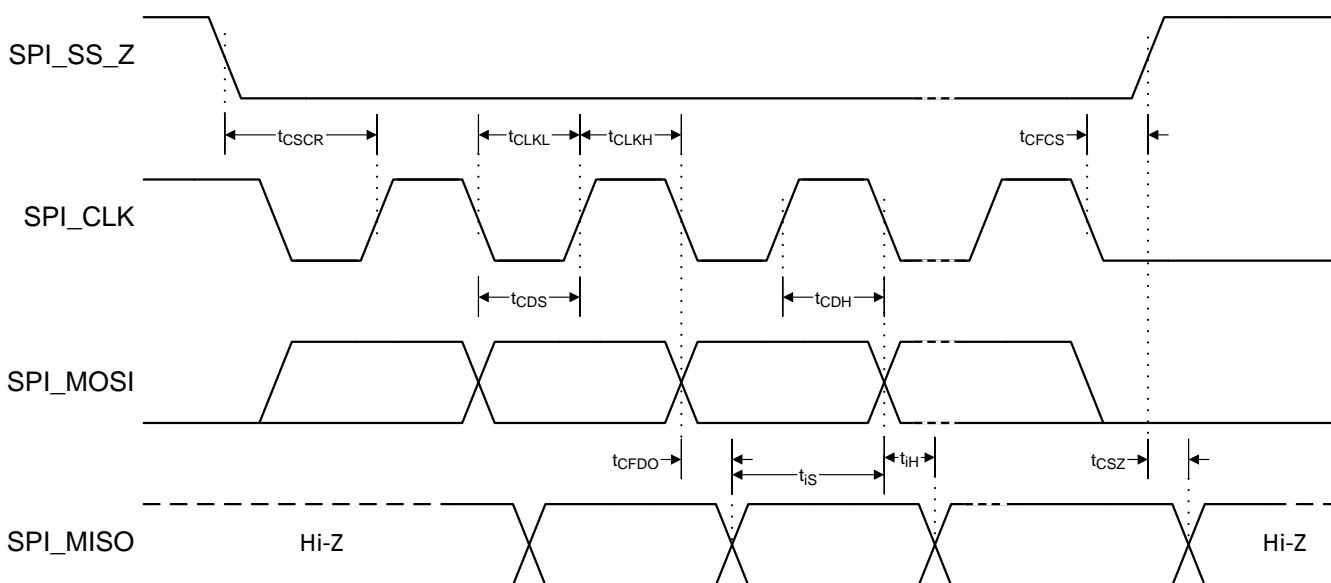 SPI_SS_Z
tCSCR
tCLKL
tCLKH
tCFCS
SPI_CLK
tCDS
tCDH
SPI_MOSI
tCFDO
tiS
tiH
tCSZ
SPI_MISO
Hi-Z
Hi-Z